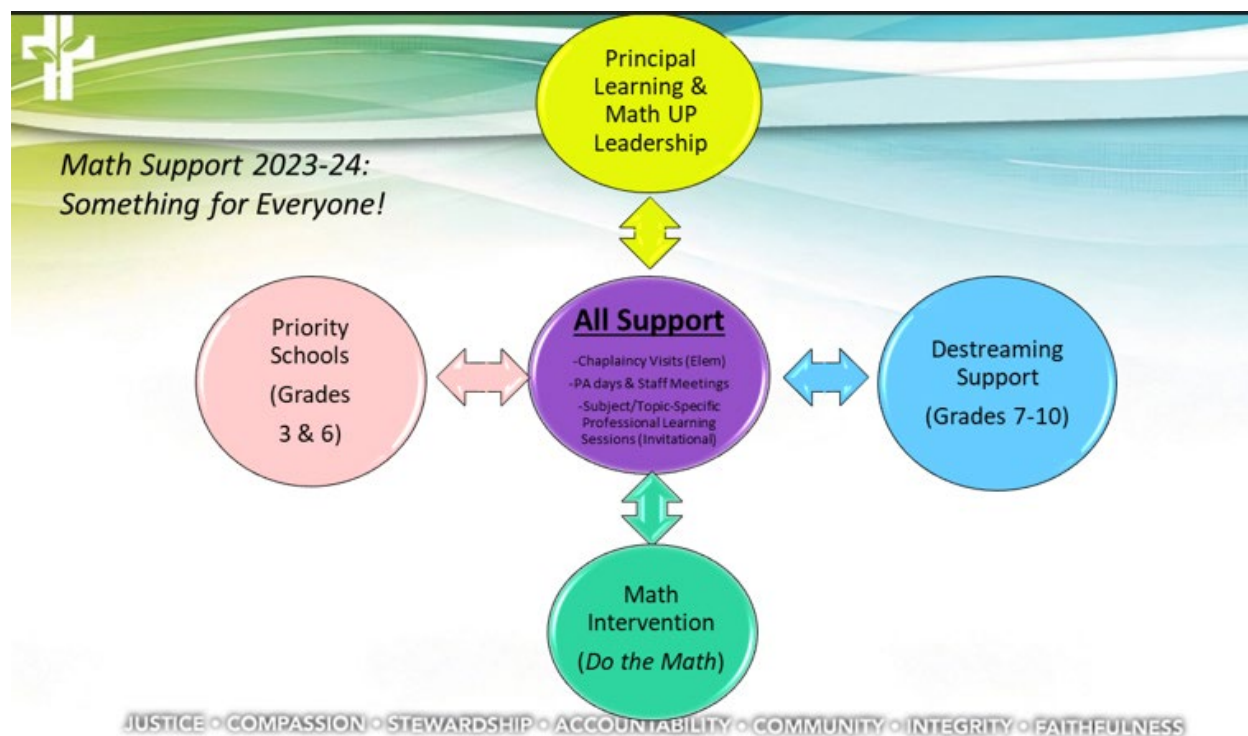 Principal
Learning &
Math UP
Leadership
Math Support 2023-24:
Something for Everyone!
Priority
Schools
(Grades
3 & 6)
All Support
-Chaplaincy Visits (Elem)
-PA days & Staff Meetings
-Subject/Topic-Specific
Professional Learning
Sessions (Invitational)
Destreaming
Support
(Grades 7-10)
Math
Intervention
(Do the Math)
JUSTICE • COMPASSION • STEWARDSHIP • ACCOUNTABILITY • COMMUNITY • INTEGRITY • FAITHFULNESS